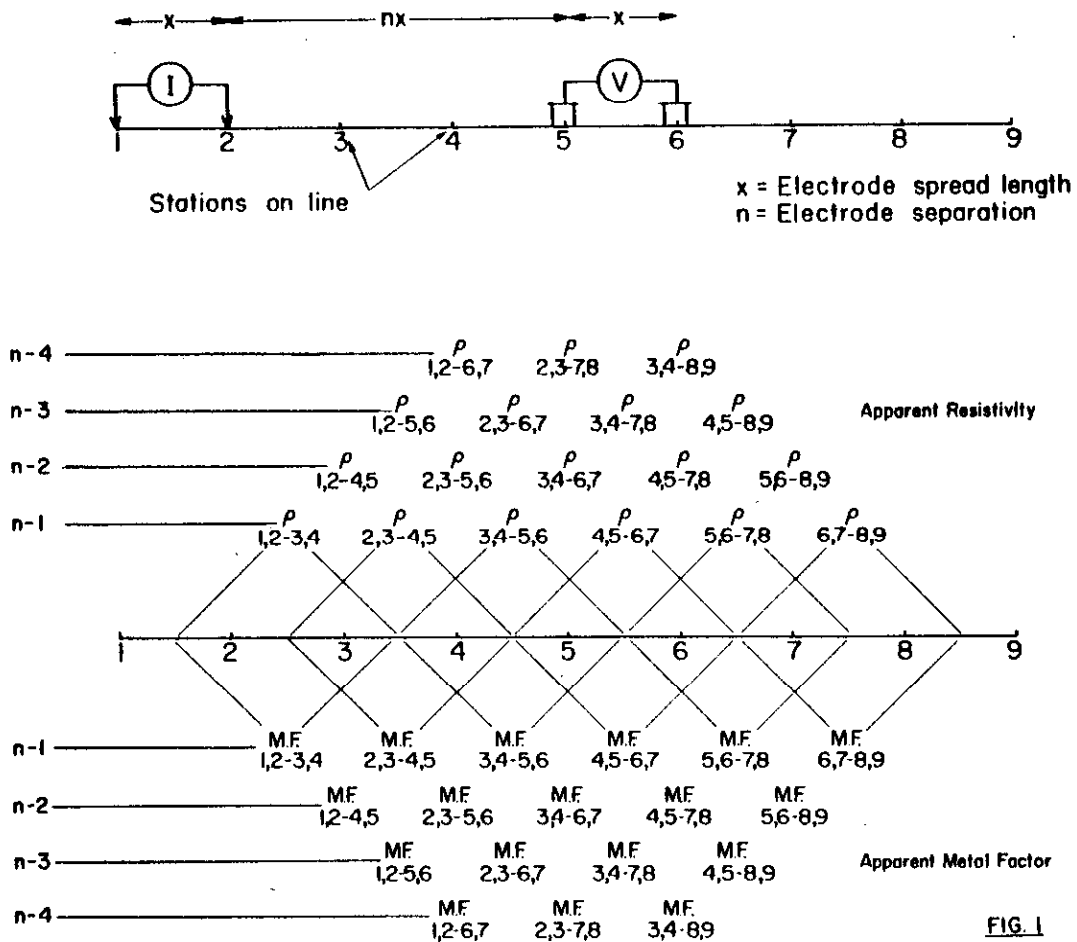 x nx x
I V
1 2 3 4 5 6 7 8 9
Stations on line
x = Electrode spread length
n = Electrode separation
n-4 ρ ρ ρ
1,2-6,7 2,3-7,8 3,4-8,9
n-3 ρ ρ ρ ρ Apparent Resistivity
1,2-5,6 2,3-6,7 3,4-7,8 4,5-8,9
n-2 ρ ρ ρ ρ ρ
1,2-4,5 2,3-5,6 3,4-6,7 4,5-7,8 5,6-8,9
n-1 ρ ρ ρ ρ ρ ρ
1,2-3,4 2,3-4,5 3,4-5,6 4,5-6,7 5,6-7,8 6,7-8,9
1 2 3 4 5 6 7 8 9
n-1 M.F. M.F. M.F. M.F. M.F. M.F.
1,2-3,4 2,3-4,5 3,4-5,6 4,5-6,7 5,6-7,8 6,7-8,9
n-2 M.F. M.F. M.F. M.F. M.F.
1,2-4,5 2,3-5,6 3,4-6,7 4,5-7,8 5,6-8,9
n-3 M.F. M.F. M.F. M.F. Apparent Metal Factor
1,2-5,6 2,3-6,7 3,4-7,8 4,5-8,9
n-4 M.F. M.F. M.F.
1,2-6,7 2,3-7,8 3,4-8,9
FIG. 1